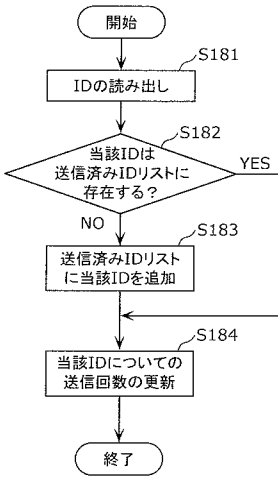 開始
S181
IDの読み出し
S182
当該IDは
送信済みIDリストに
存在する?
YES
NO
S183
送信済みIDリスト
に当該IDを追加
S184
当該IDについての
送信回数の更新
終了